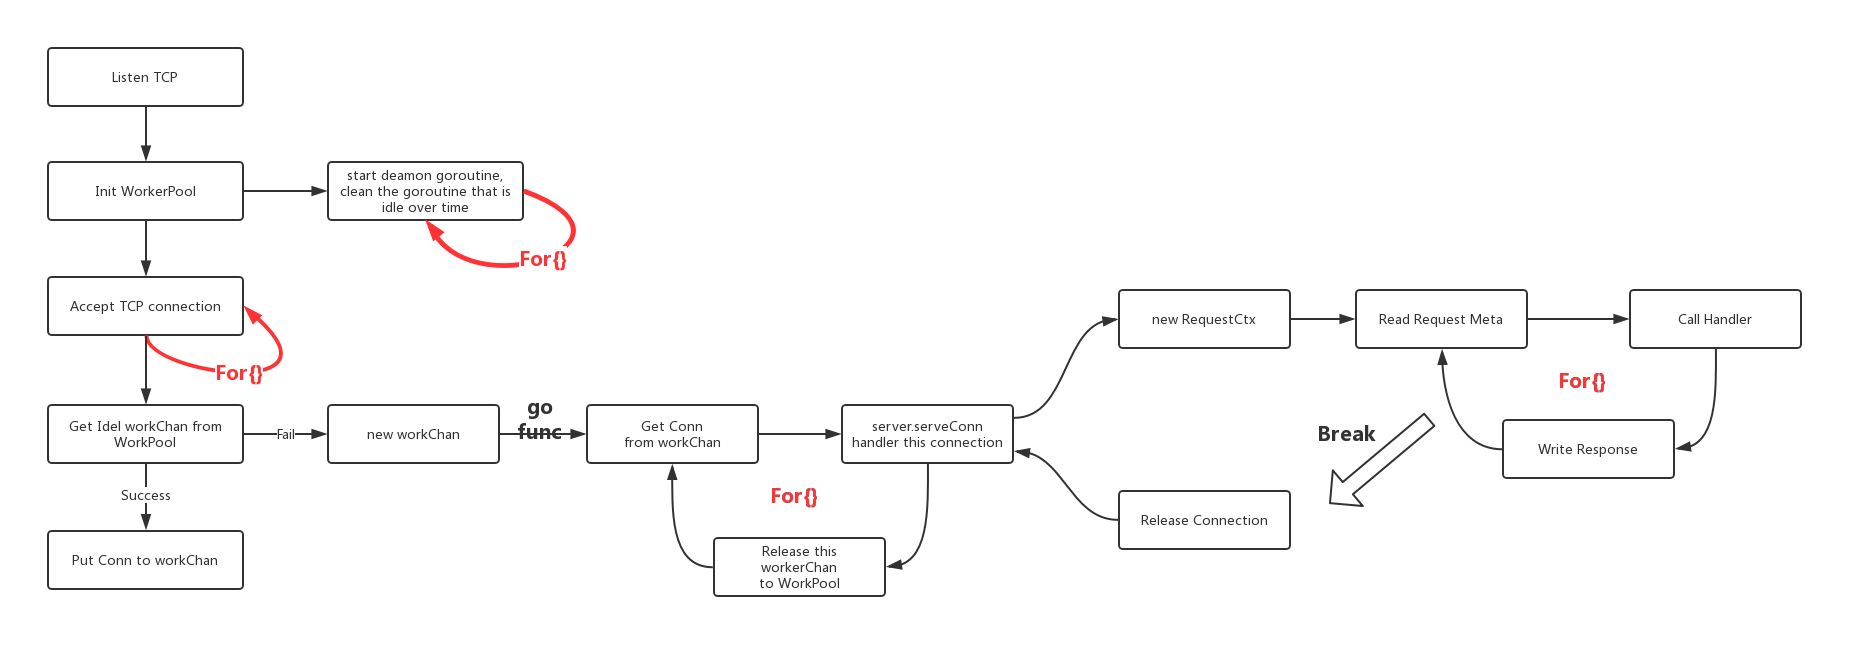 Listen TCP
Init WorkerPool
start deamon goroutine,
clean the goroutine that is
idle over time
For{}
Accept TCP connection
For{}
Get Idel workChan from
WorkPool
Fail
new workChan
go
func
Get Conn
from workChan
server.serveConn
handler this connection
For{}
Release this
workerChan
to WorkPool
Success
Put Conn to workChan
new RequestCtx
Read Request Meta
Call Handler
For{}
Write Response
Break
Release Connection